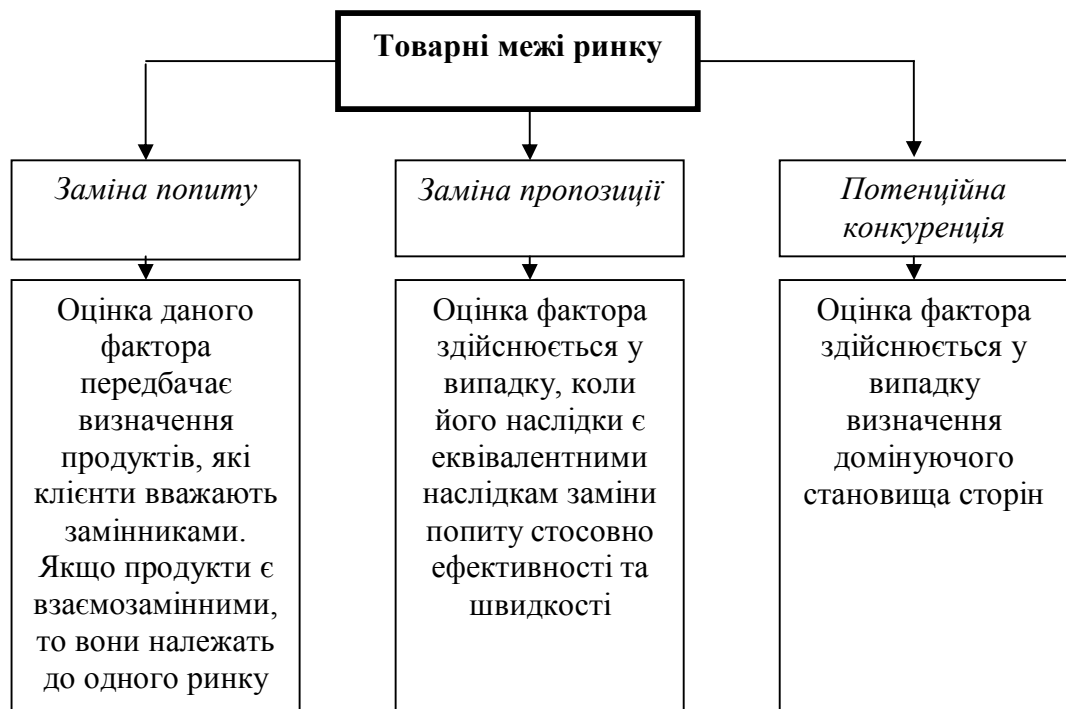 Товарні межі ринку
Заміна попиту
Заміна пропозиції
Потенційна
конкуренція
Оцінка даного
фактора
передбачає
визначення
продуктів, які
клієнти вважають
замінниками.
Якщо продукти є
взаємозамінними,
то вони належать
до одного ринку
Оцінка фактора
здійснюється у
випадку, коли
його наслідки є
еквівалентними
наслідкам заміни
попиту стосовно
ефективності та
швидкості
Оцінка фактора
здійснюється у
випадку
визначення
домінуючого
становища сторін